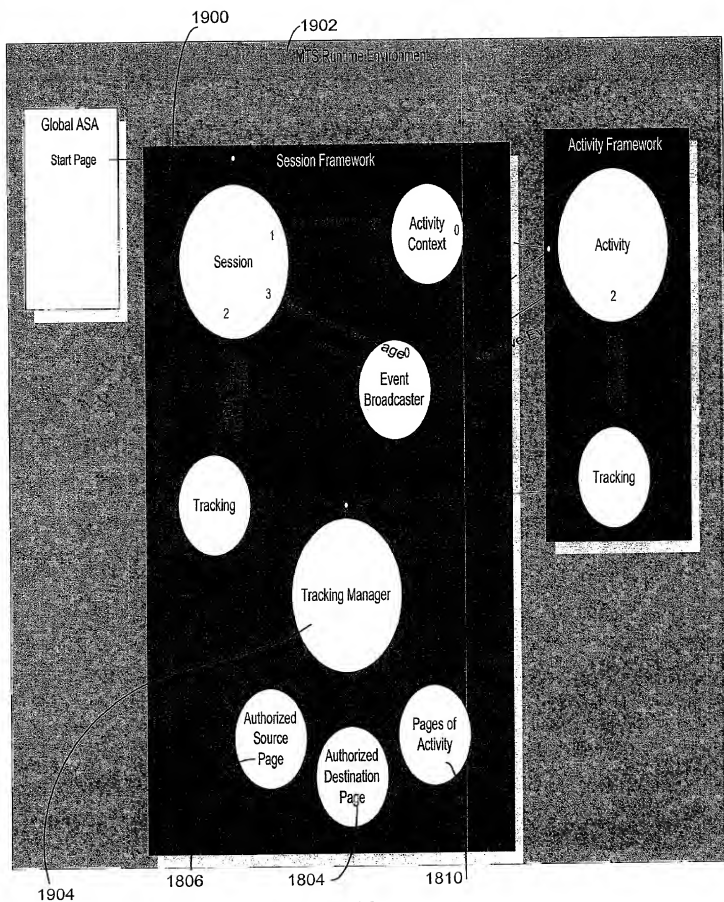 1900
1902
MTS Runtime Environment
Global ASA
Start Page
Session Framework
Activity Framework
Session
1
2
3
Activity
Context
0
Activity
2
age0
Event
Broadcaster
Tracking
Tracking
Tracking Manager
Authorized
Source
Page
Authorized
Destination
Page
Pages of
Activity
1904
1806
1804
1810